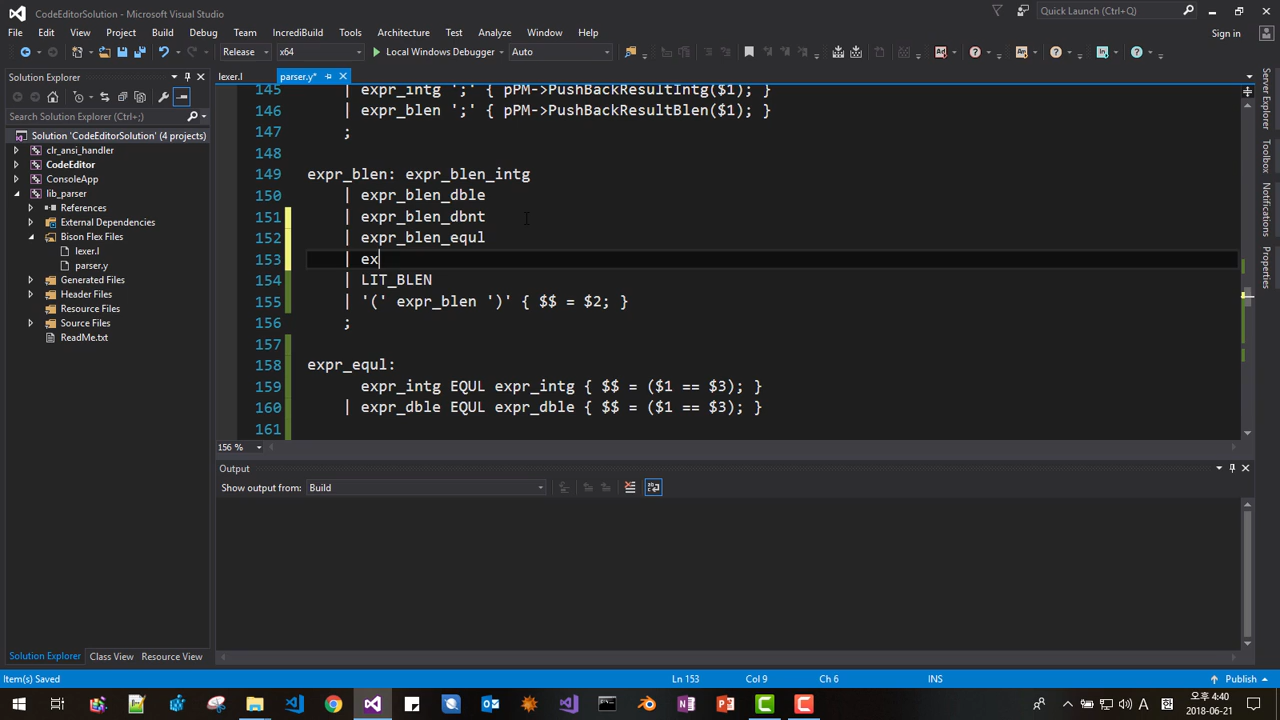 CodeEditorSolution - Microsoft Visual Studio
Quick Launch (Ctrl+Q)
File Edit View Project Build Debug Team IncrediBuild Tools Architecture Test Analyze Window Help
Sign in
Release x64 Local Windows Debugger Auto
Solution Explorer
lexer.l parser.y*
Search Solution Explorer (Ctrl+;)
Solution 'CodeEditorSolution' (4 projects)
clr_ansi_handler
CodeEditor
ConsoleApp
lib_parser
References
External Dependencies
Bison Flex Files
lexer.l
parser.y
Generated Files
Header Files
Resource Files
Source Files
ReadMe.txt
145 | expr_intg ';' { pPM->PushBackResultIntg($1); }
146 | expr_blen ';' { pPM->PushBackResultBlen($1); }
147 ;
148
149 expr_blen: expr_blen_intg
150 | expr_blen_dble
151 | expr_blen_dbnt
152 | expr_blen_equl
153 | ex
154 | LIT_BLEN
155 | '(' expr_blen ')' { $$ = $2; }
156 ;
157
158 expr_equl:
159 expr_intg EQUL expr_intg { $$ = ($1 == $3); }
160 | expr_dble EQUL expr_dble { $$ = ($1 == $3); }
161
156 %
Output
Show output from: Build
Server Explorer
Toolbox
Notifications
Properties
Solution Explorer Class View Resource View
Item(s) Saved Ln 153 Col 9 Ch 6 INS Publish
A
오후 4:40
2018-06-21